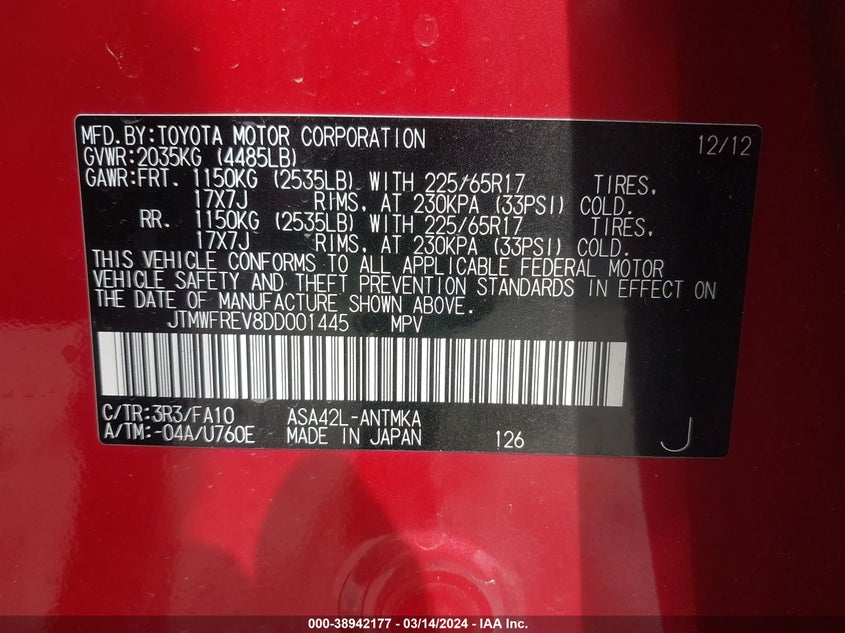 MFD.BY:TOYOTA MOTOR CORPORATION 12/12
GVWR:2035KG (4485LB)
GAWR:FRT. 1150KG (2535LB) WITH 225/65R17 TIRES,
17X7J RIMS, AT 230KPA (33PSI) COLD.
RR. 1150KG (2535LB) WITH 225/65R17 TIRES,
17X7J RIMS, AT 230KPA (33PSI) COLD.
THIS VEHICLE CONFORMS TO ALL APPLICABLE FEDERAL MOTOR
VEHICLE SAFETY AND THEFT PREVENTION STANDARDS IN EFFECT ON
THE DATE OF MANUFACTURE SHOWN ABOVE.
JTMWFREV8DD001445 MPV
C/TR:3R3/FA10 ASA42L-ANTMKA
A/TM:-04A/U760E MADE IN JAPAN 126 J
000-38942177 - 03/14/2024 - IAA Inc.